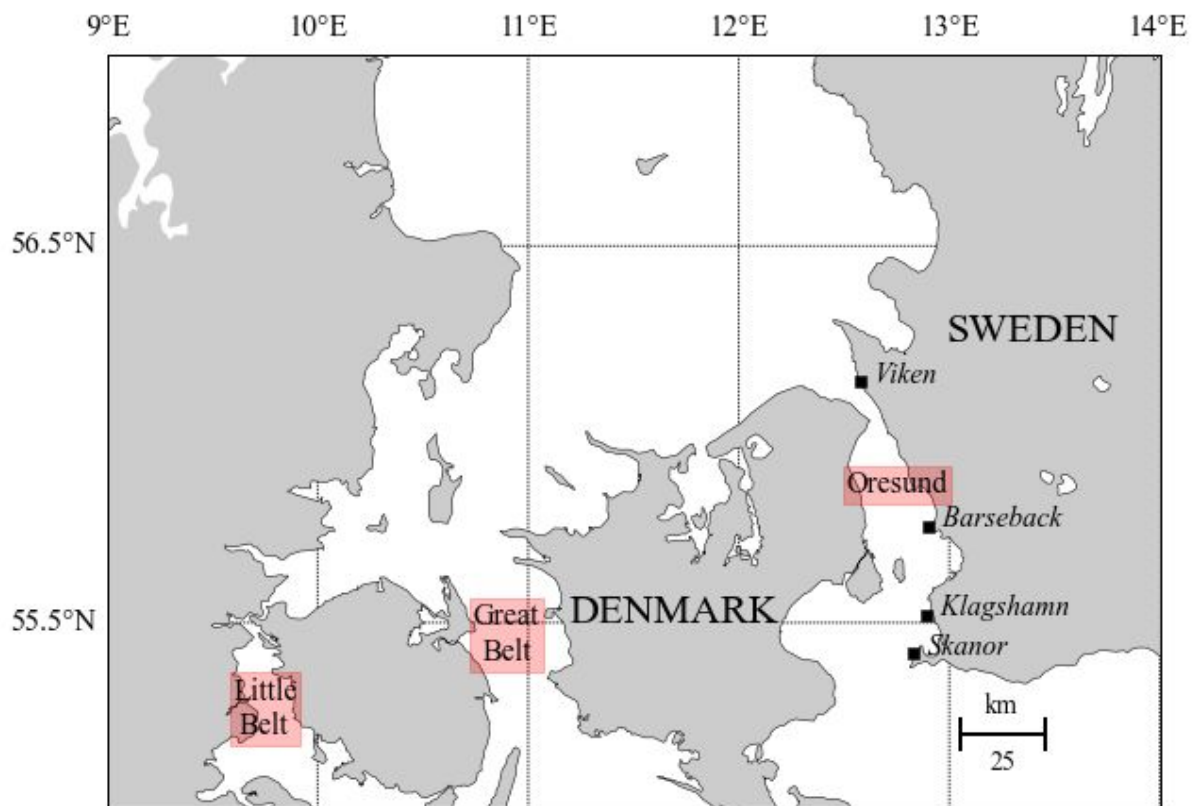 9°E 10°E 11°E 12°E 13°E 14°E
56.5°N
SWEDEN
Viken
Oresund
Barseback
Great
Belt
DENMARK
Klagshamn
55.5°N
Skanor
Little
Belt
km
25